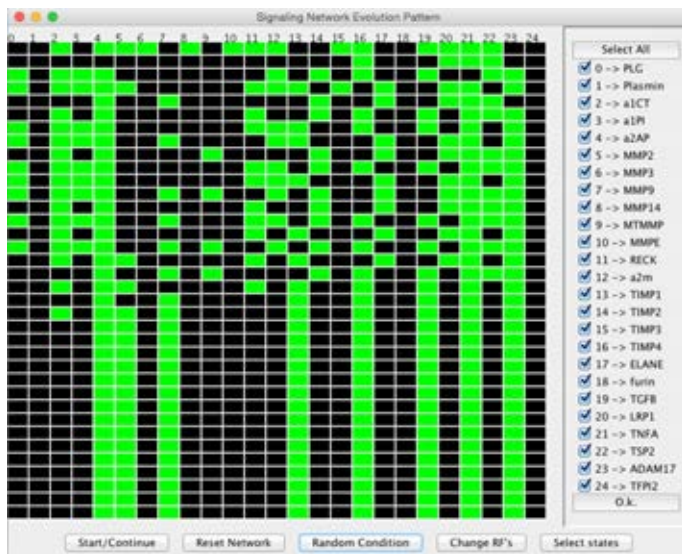 Signaling Network Evolution Pattern
0 1 2 3 4 5 6 7 8 9 10 11 12 13 14 15 16 17 18 19 20 21 22 23 24
Select All
0 -> PLG
1 -> Plasmin
2 -> a1CT
3 -> a1PI
4 -> a2AP
5 -> MMP2
6 -> MMP3
7 -> MMP9
8 -> MMP14
9 -> MTMMP
10 -> MMPE
11 -> RECK
12 -> a2m
13 -> TIMP1
14 -> TIMP2
15 -> TIMP3
16 -> TIMP4
17 -> ELANE
18 -> furin
19 -> TGFB
20 -> LRP1
21 -> TNFA
22 -> TSP2
23 -> ADAM17
24 -> TFPI2
O.k.
Start/Continue Reset Network Random Condition Change RF's Select states